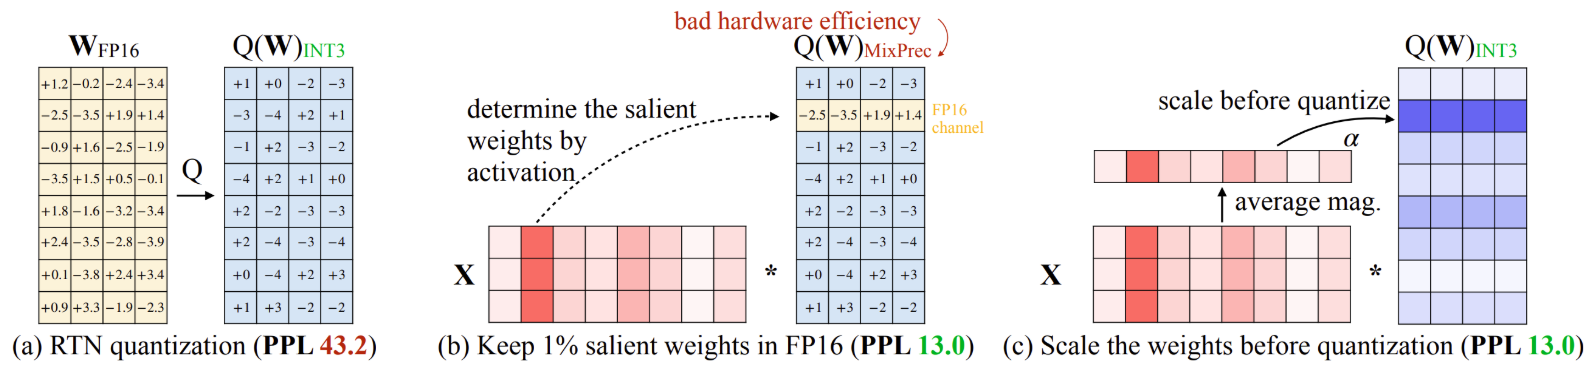 W_FP16
+1.2 −0.2 −2.4 −3.4
−2.5 −3.5 +1.9 +1.4
−0.9 +1.6 −2.5 −1.9
−3.5 +1.5 +0.5 −0.1
+1.8 −1.6 −3.2 −3.4
+2.4 −3.5 −2.8 −3.9
+0.1 −3.8 +2.4 +3.4
+0.9 +3.3 −1.9 −2.3
Q
Q(W)_INT3
+1 +0 −2 −3
−3 −4 +2 +1
−1 +2 −3 −2
−4 +2 +1 +0
+2 −2 −3 −3
+2 −4 −3 −4
+0 −4 +2 +3
+1 +3 −2 −2
(a) RTN quantization (PPL 43.2)
bad hardware efficiency
Q(W)_MixPrec
determine the salient
weights by
activation
+1 +0 −2 −3
−2.5 −3.5 +1.9 +1.4
−1 +2 −3 −2
−4 +2 +1 +0
+2 −2 −3 −3
+2 −4 −3 −4
+0 −4 +2 +3
+1 +3 −2 −2
FP16
channel
X
*
(b) Keep 1% salient weights in FP16 (PPL 13.0)
Q(W)_INT3
scale before quantize
α
average mag.
X
*
(c) Scale the weights before quantization (PPL 13.0)